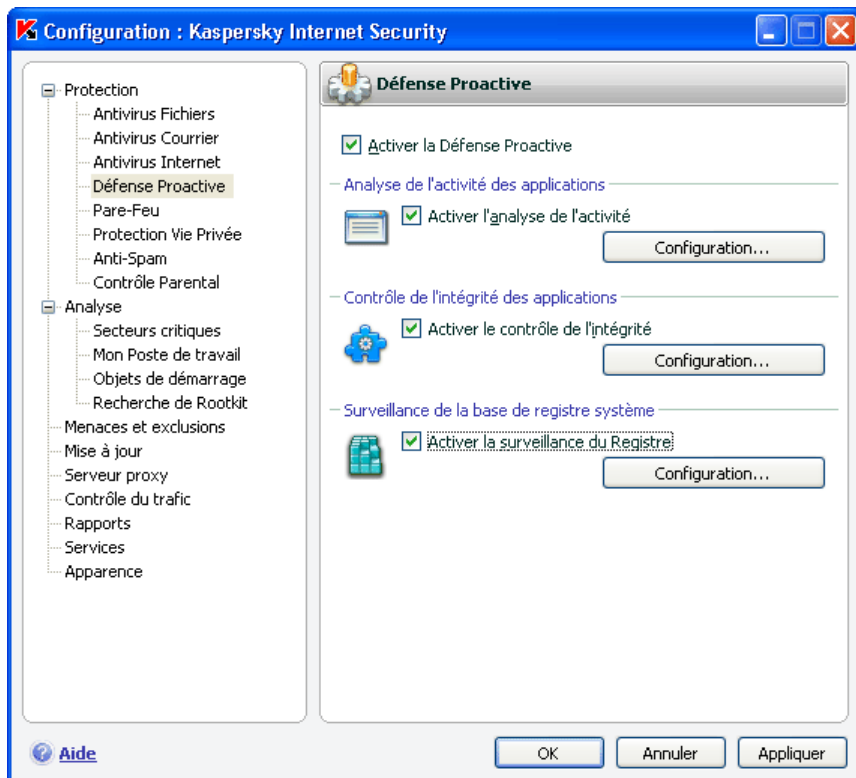 Configuration : Kaspersky Internet Security
Protection
Antivirus Fichiers
Antivirus Courrier
Antivirus Internet
Défense Proactive
Pare-Feu
Protection Vie Privée
Anti-Spam
Contrôle Parental
Analyse
Secteurs critiques
Mon Poste de travail
Objets de démarrage
Recherche de Rootkit
Menaces et exclusions
Mise à jour
Serveur proxy
Contrôle du trafic
Rapports
Services
Apparence
Défense Proactive
Activer la Défense Proactive
Analyse de l'activité des applications
Activer l'analyse de l'activité
Configuration...
Contrôle de l'intégrité des applications
Activer le contrôle de l'intégrité
Configuration...
Surveillance de la base de registre système
Activer la surveillance du Registre
Configuration...
Aide
OK
Annuler
Appliquer